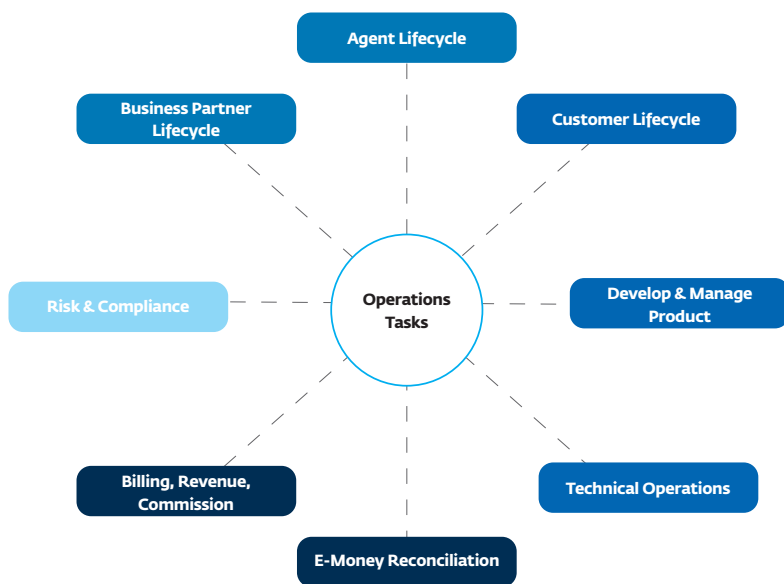 Agent Lifecycle
Business Partner
Lifecycle
Customer Lifecycle
Operations
Tasks
Risk & Compliance
Develop & Manage
Product
Billing, Revenue,
Commission
Technical Operations
E-Money Reconciliation